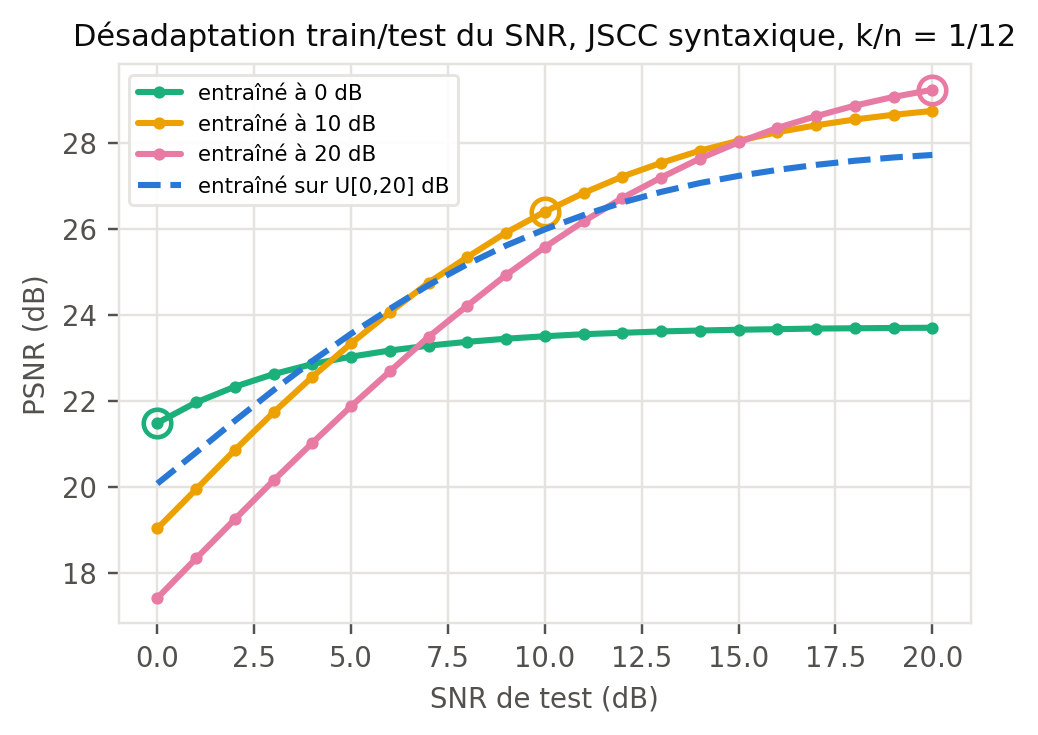 Désadaptation train/test du SNR, JSCC syntaxique, k/n = 1/12
entraîné à 0 dB
entraîné à 10 dB
entraîné à 20 dB
entraîné sur U[0,20] dB
PSNR (dB)
28
26
24
22
20
18
0.0 2.5 5.0 7.5 10.0 12.5 15.0 17.5 20.0
SNR de test (dB)